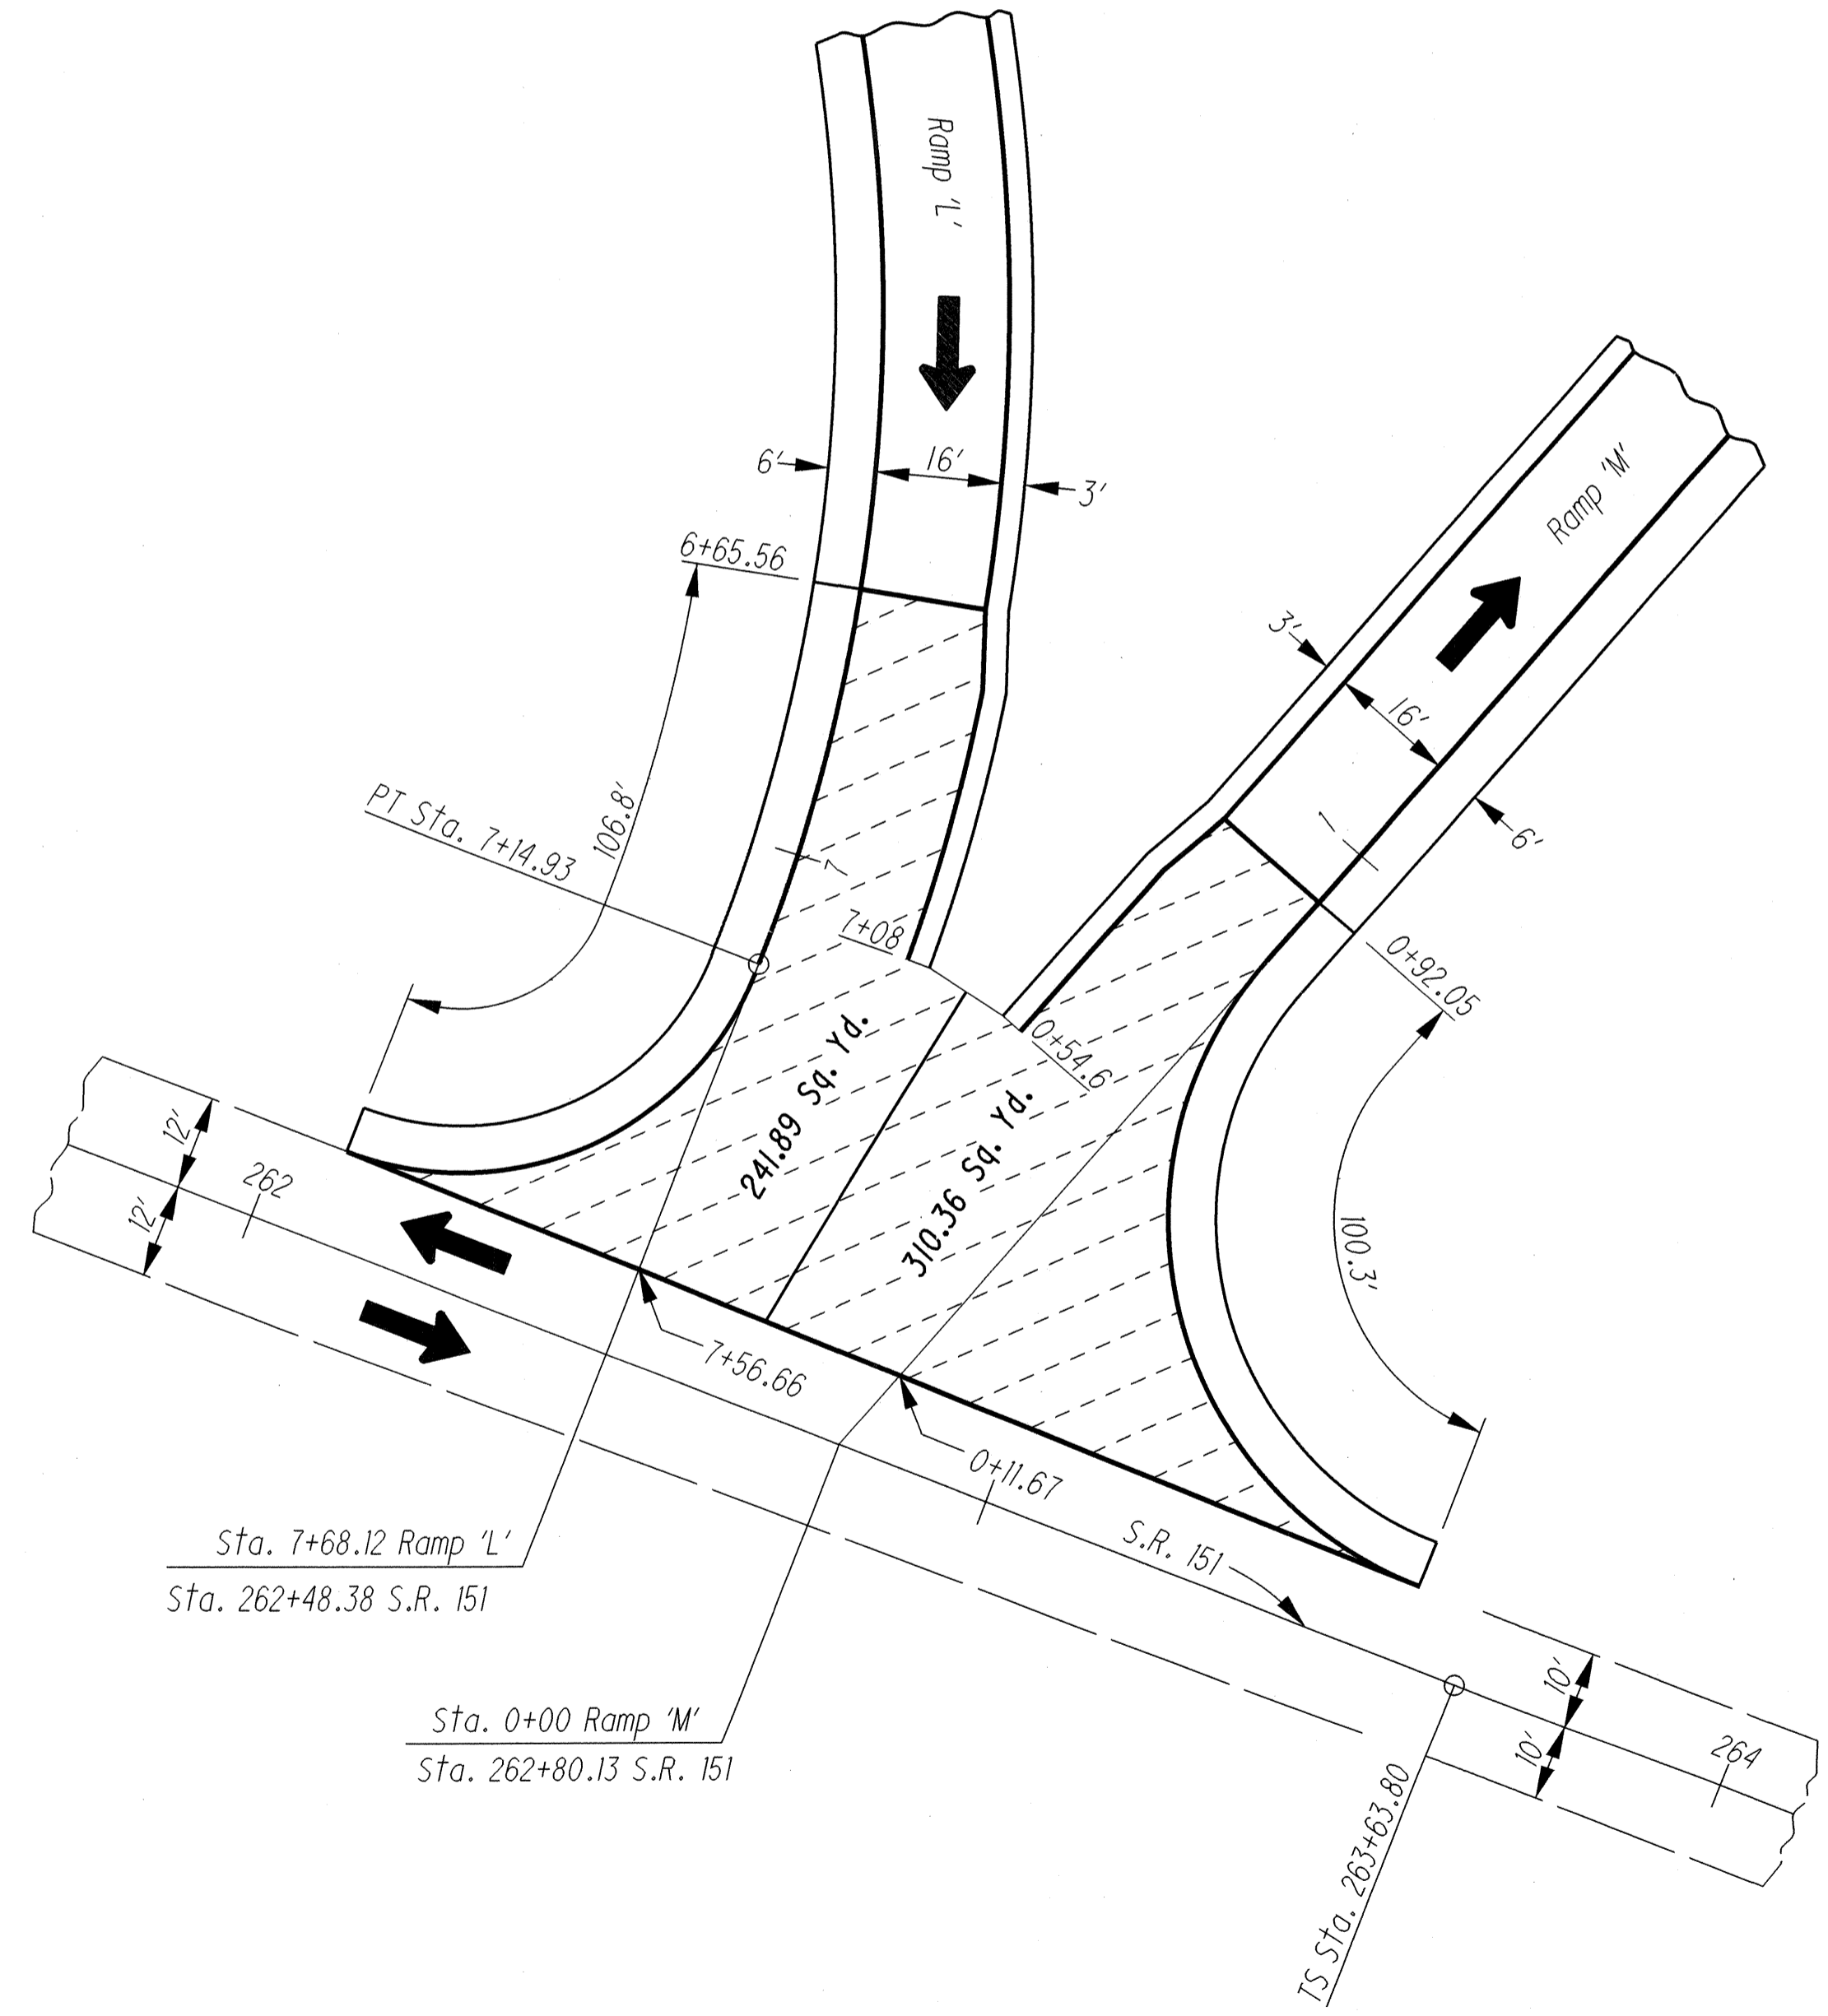 Ramp 'L'
Ramp 'M'
6'
16'
3'
6+65.56
3'
16'
1
6'
PT Sta. 7+14.93
106.8'
7
7+08
0+92.05
0+54.6
12'
12'
262
241.89 Sq. Yd.
310.36 Sq. Yd.
100.3'
7+56.66
0+11.67
S.R. 151
Sta. 7+68.12 Ramp 'L'
Sta. 262+48.38 S.R. 151
Sta. 0+00 Ramp 'M'
Sta. 262+80.13 S.R. 151
10'
10'
264
TS Sta. 263+63.80